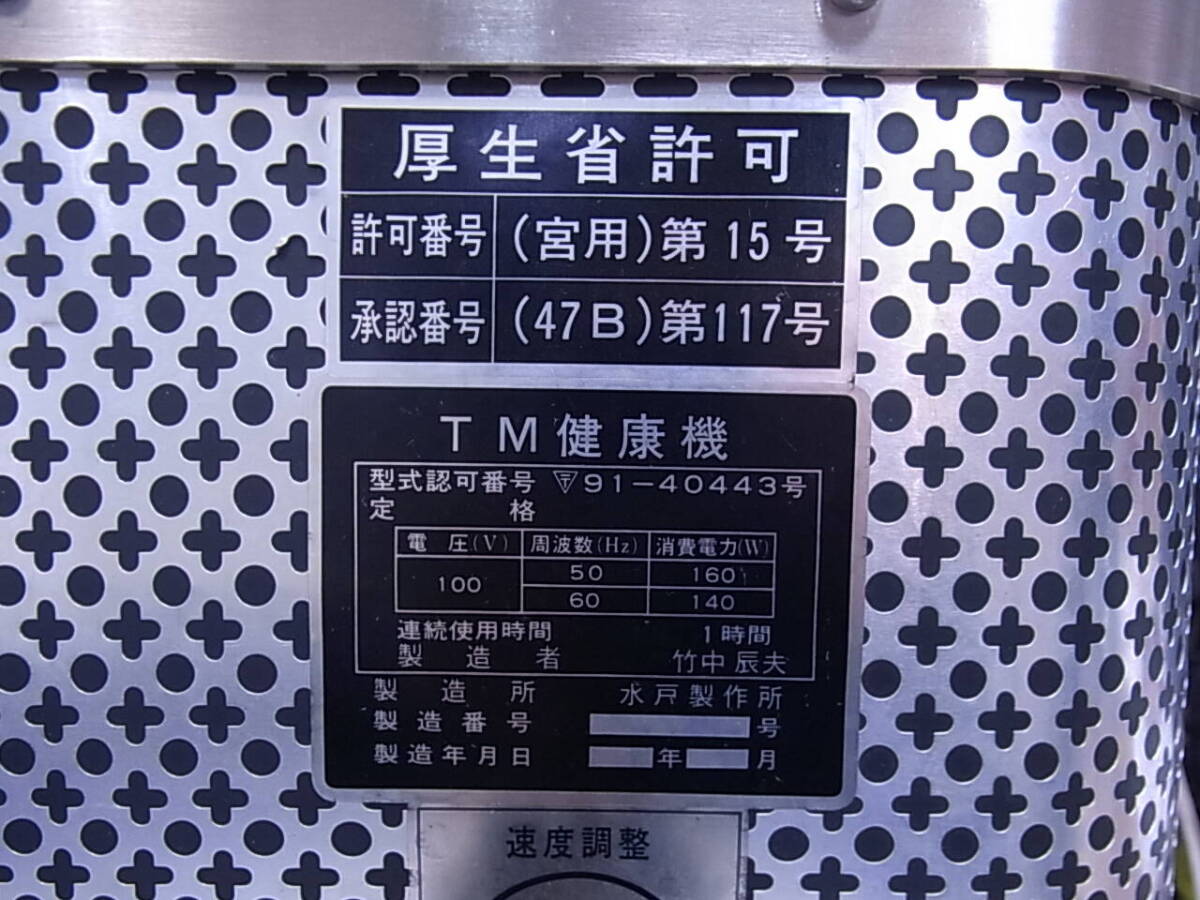 厚生省許可
許可番号 (宮用)第15号
承認番号 (47B)第117号
TM健康機
型式認可番号 〒91-40443号
定格
電圧(V) 周波数(Hz) 消費電力(W)
100 50 160
60 140
連続使用時間 1時間
製造者 竹中辰夫
製造所 水戸製作所
製造番号 号
製造年月日 年 月
速度調整